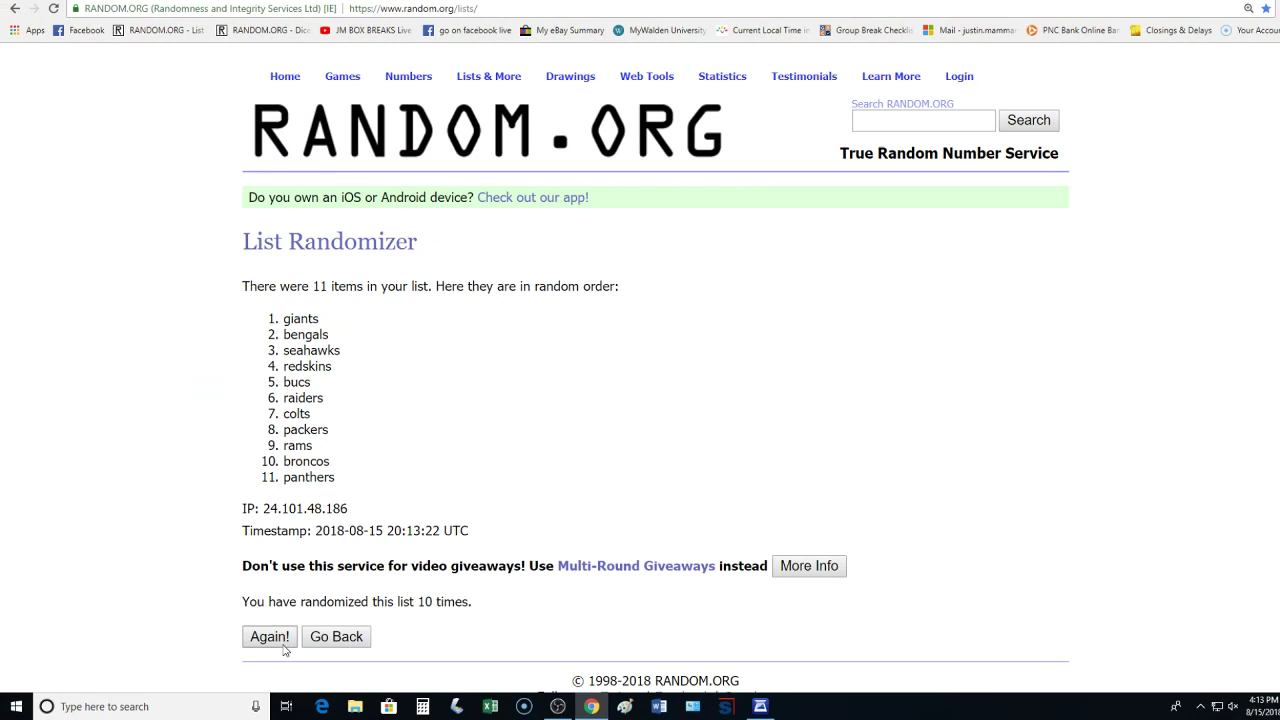 RANDOM.ORG (Randomness and Integrity Services Ltd) [IE] | https://www.random.org/lists/
Apps Facebook RANDOM.ORG - List RANDOM.ORG - Dice JM BOX BREAKS Live go on facebook live My eBay Summary MyWalden University Current Local Time in Group Break Checklis Mail - justin.mamma PNC Bank Online Ban Closings & Delays Your Accou
Home Games Numbers Lists & More Drawings Web Tools Statistics Testimonials Learn More Login
Search RANDOM.ORG
RANDOM.ORG
Search
True Random Number Service
Do you own an iOS or Android device? Check out our app!
List Randomizer
There were 11 items in your list. Here they are in random order:
1. giants
2. bengals
3. seahawks
4. redskins
5. bucs
6. raiders
7. colts
8. packers
9. rams
10. broncos
11. panthers
IP: 24.101.48.186
Timestamp: 2018-08-15 20:13:22 UTC
Don't use this service for video giveaways! Use Multi-Round Giveaways instead More Info
You have randomized this list 10 times.
Again! Go Back
© 1998-2018 RANDOM.ORG
Type here to search
4:13 PM
8/15/2018